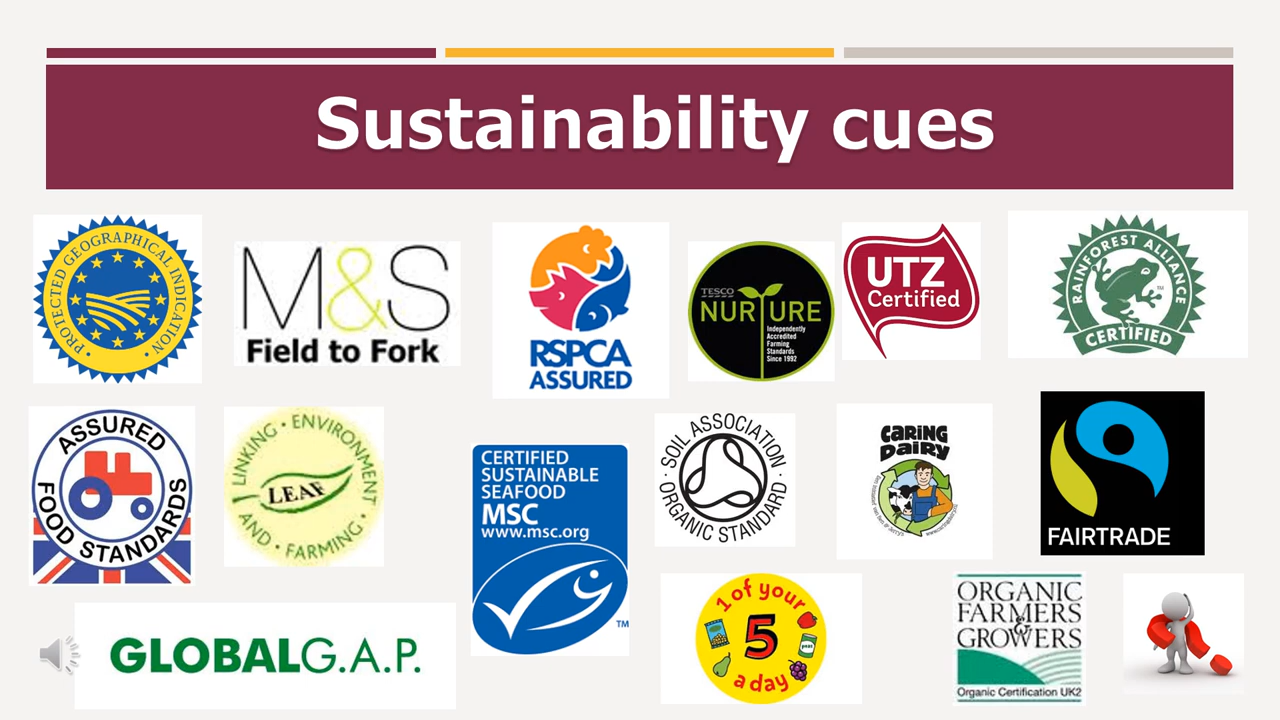 Sustainability cues
PROTECTED GEOGRAPHICAL INDICATION
M&S
Field to Fork
RSPCA
ASSURED
TESCO
NURTURE
Independently
Accredited
Farming
Standards
Since 1992
UTZ
Certified
RAINFOREST ALLIANCE
TM
CERTIFIED
ASSURED
FOOD STANDARDS
LINKING · ENVIRONMENT
LEAF
AND · FARMING
CERTIFIED
SUSTAINABLE
SEAFOOD
MSC
www.msc.org
TM
SOIL ASSOCIATION
ORGANIC STANDARD
CARING
DAIRY
FAIRTRADE
GLOBALG.A.P.
1 of your
5
a day
peas
ORGANIC
FARMERS
&
GROWERS
Organic Certification UK2